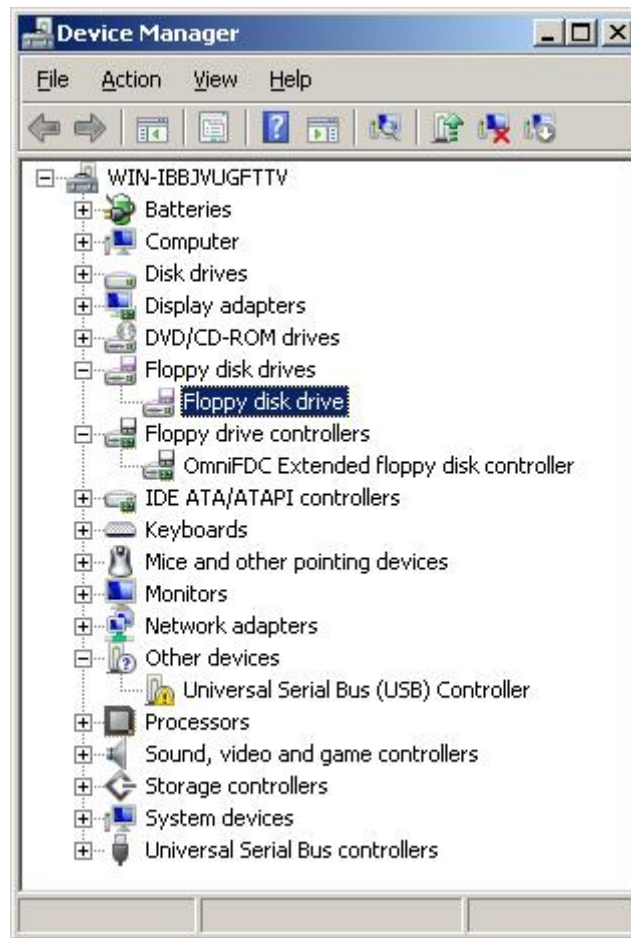 Device Manager
File Action View Help
WIN-IBBJVUGFTTV
Batteries
Computer
Disk drives
Display adapters
DVD/CD-ROM drives
Floppy disk drives
Floppy disk drive
Floppy drive controllers
OmniFDC Extended floppy disk controller
IDE ATA/ATAPI controllers
Keyboards
Mice and other pointing devices
Monitors
Network adapters
Other devices
Universal Serial Bus (USB) Controller
Processors
Sound, video and game controllers
Storage controllers
System devices
Universal Serial Bus controllers